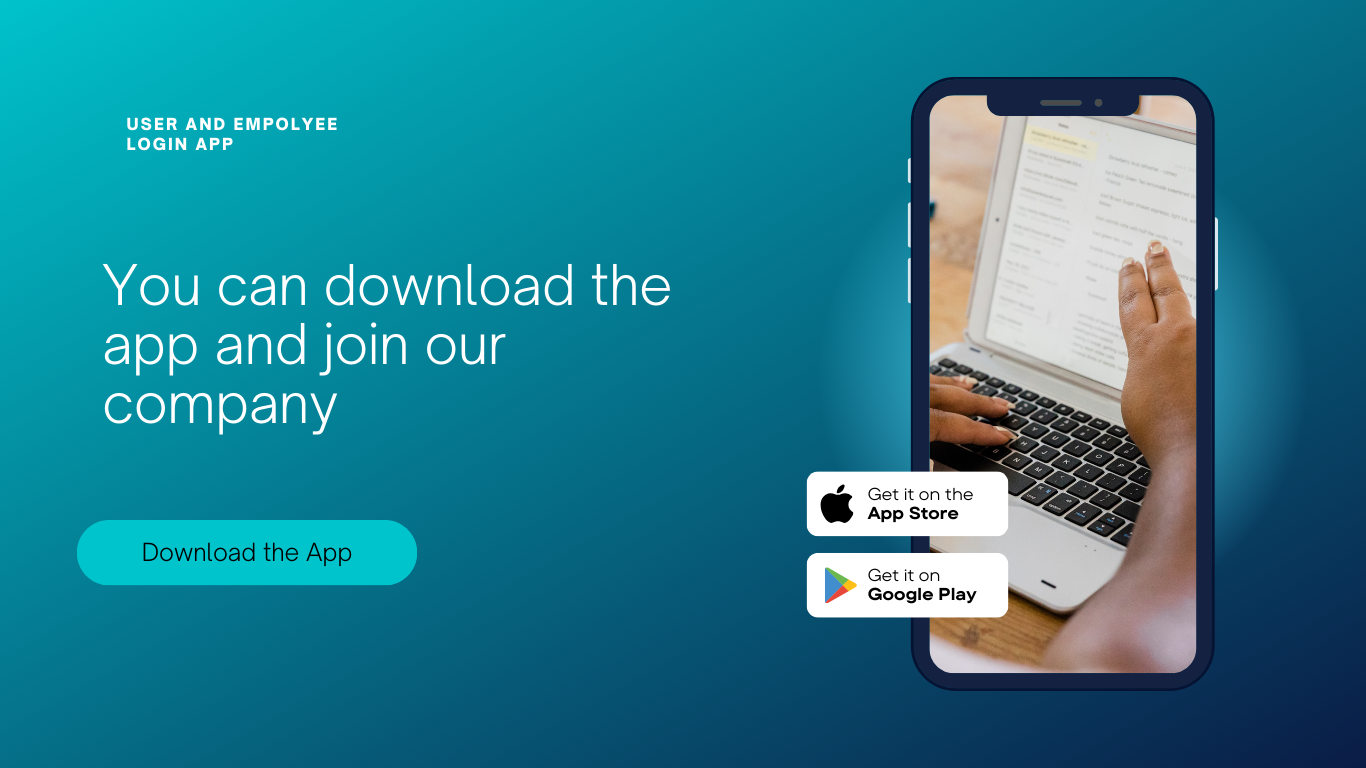 USER AND EMPOLYEE
LOGIN APP
You can download the
app and join our
company
Download the App
Get it on the
App Store
Get it on
Google Play